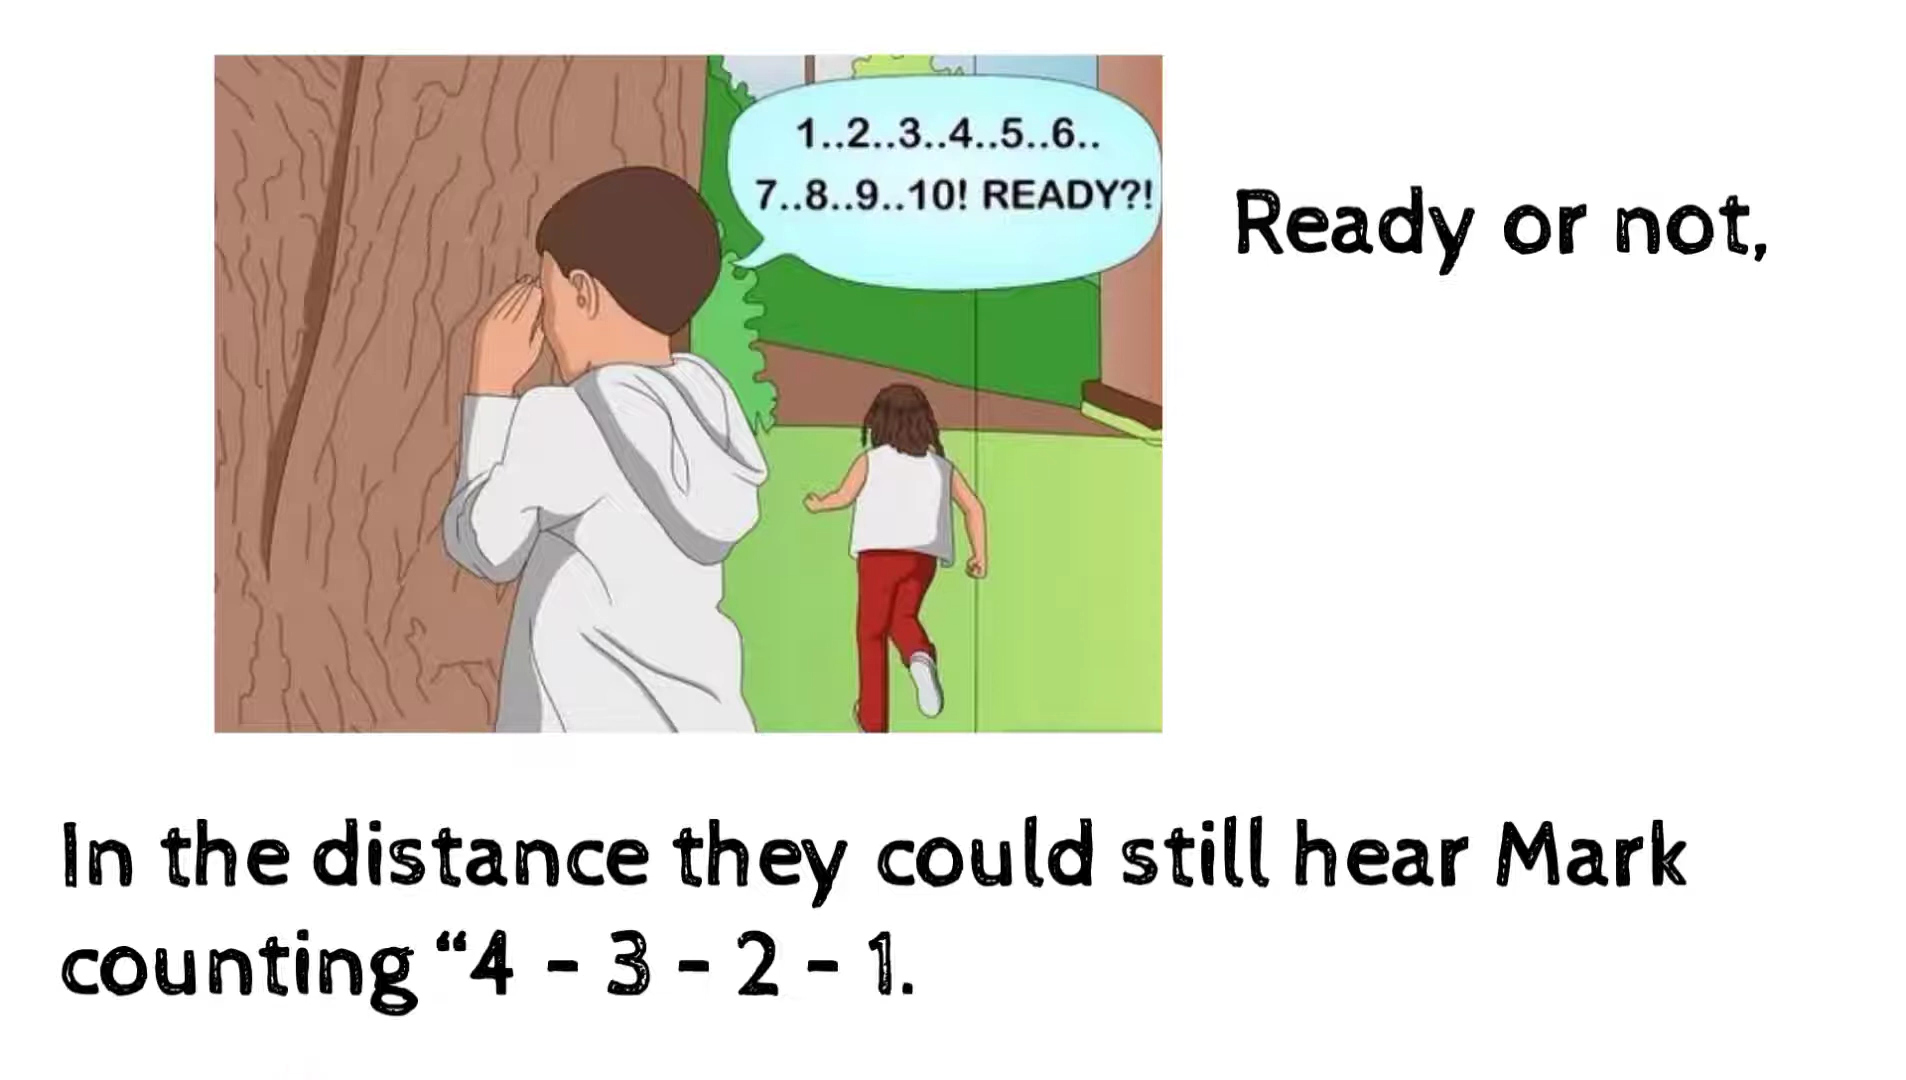 1..2..3..4..5..6..
7..8..9..10! READY?!
Ready or not,
In the distance they could still hear Mark
counting “4 - 3 - 2 - 1.